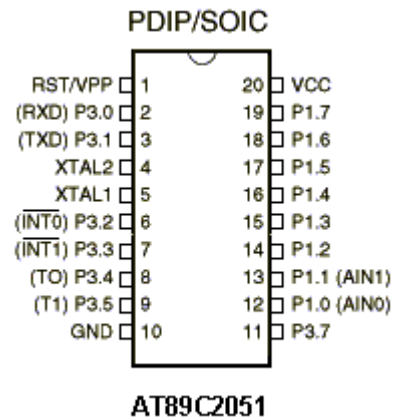 PDIP/SOIC
RST/VPP 1 20 VCC
(RXD) P3.0 2 19 P1.7
(TXD) P3.1 3 18 P1.6
XTAL2 4 17 P1.5
XTAL1 5 16 P1.4
(INT0) P3.2 6 15 P1.3
(INT1) P3.3 7 14 P1.2
(TO) P3.4 8 13 P1.1 (AIN1)
(T1) P3.5 9 12 P1.0 (AIN0)
GND 10 11 P3.7
AT89C2051